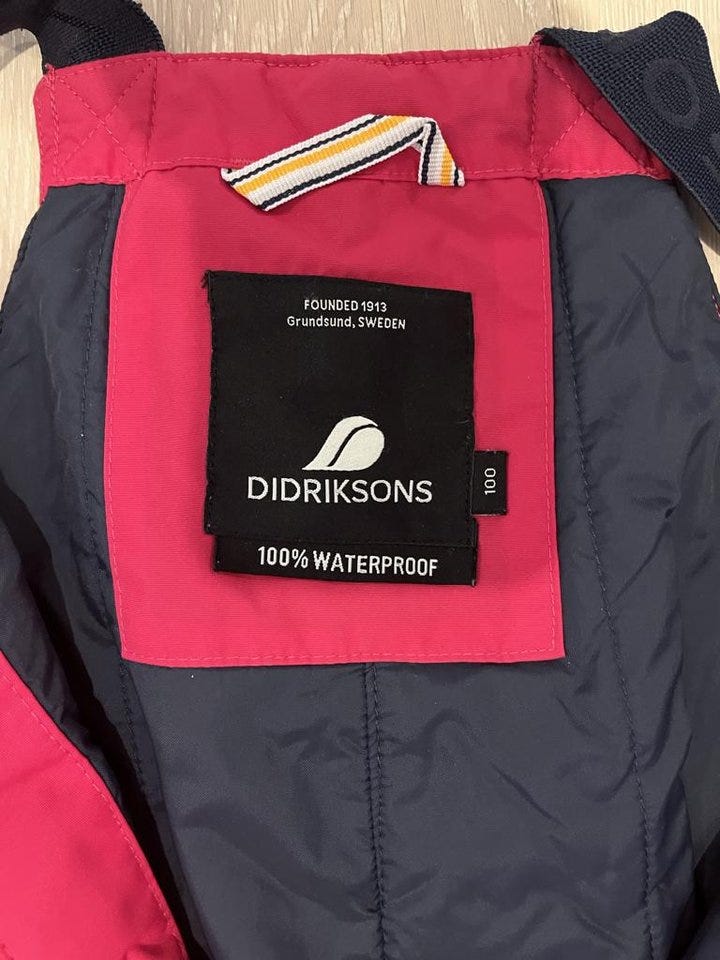 FOUNDED 1913
Grundsund, SWEDEN
DIDRIKSONS
100
100% WATERPROOF